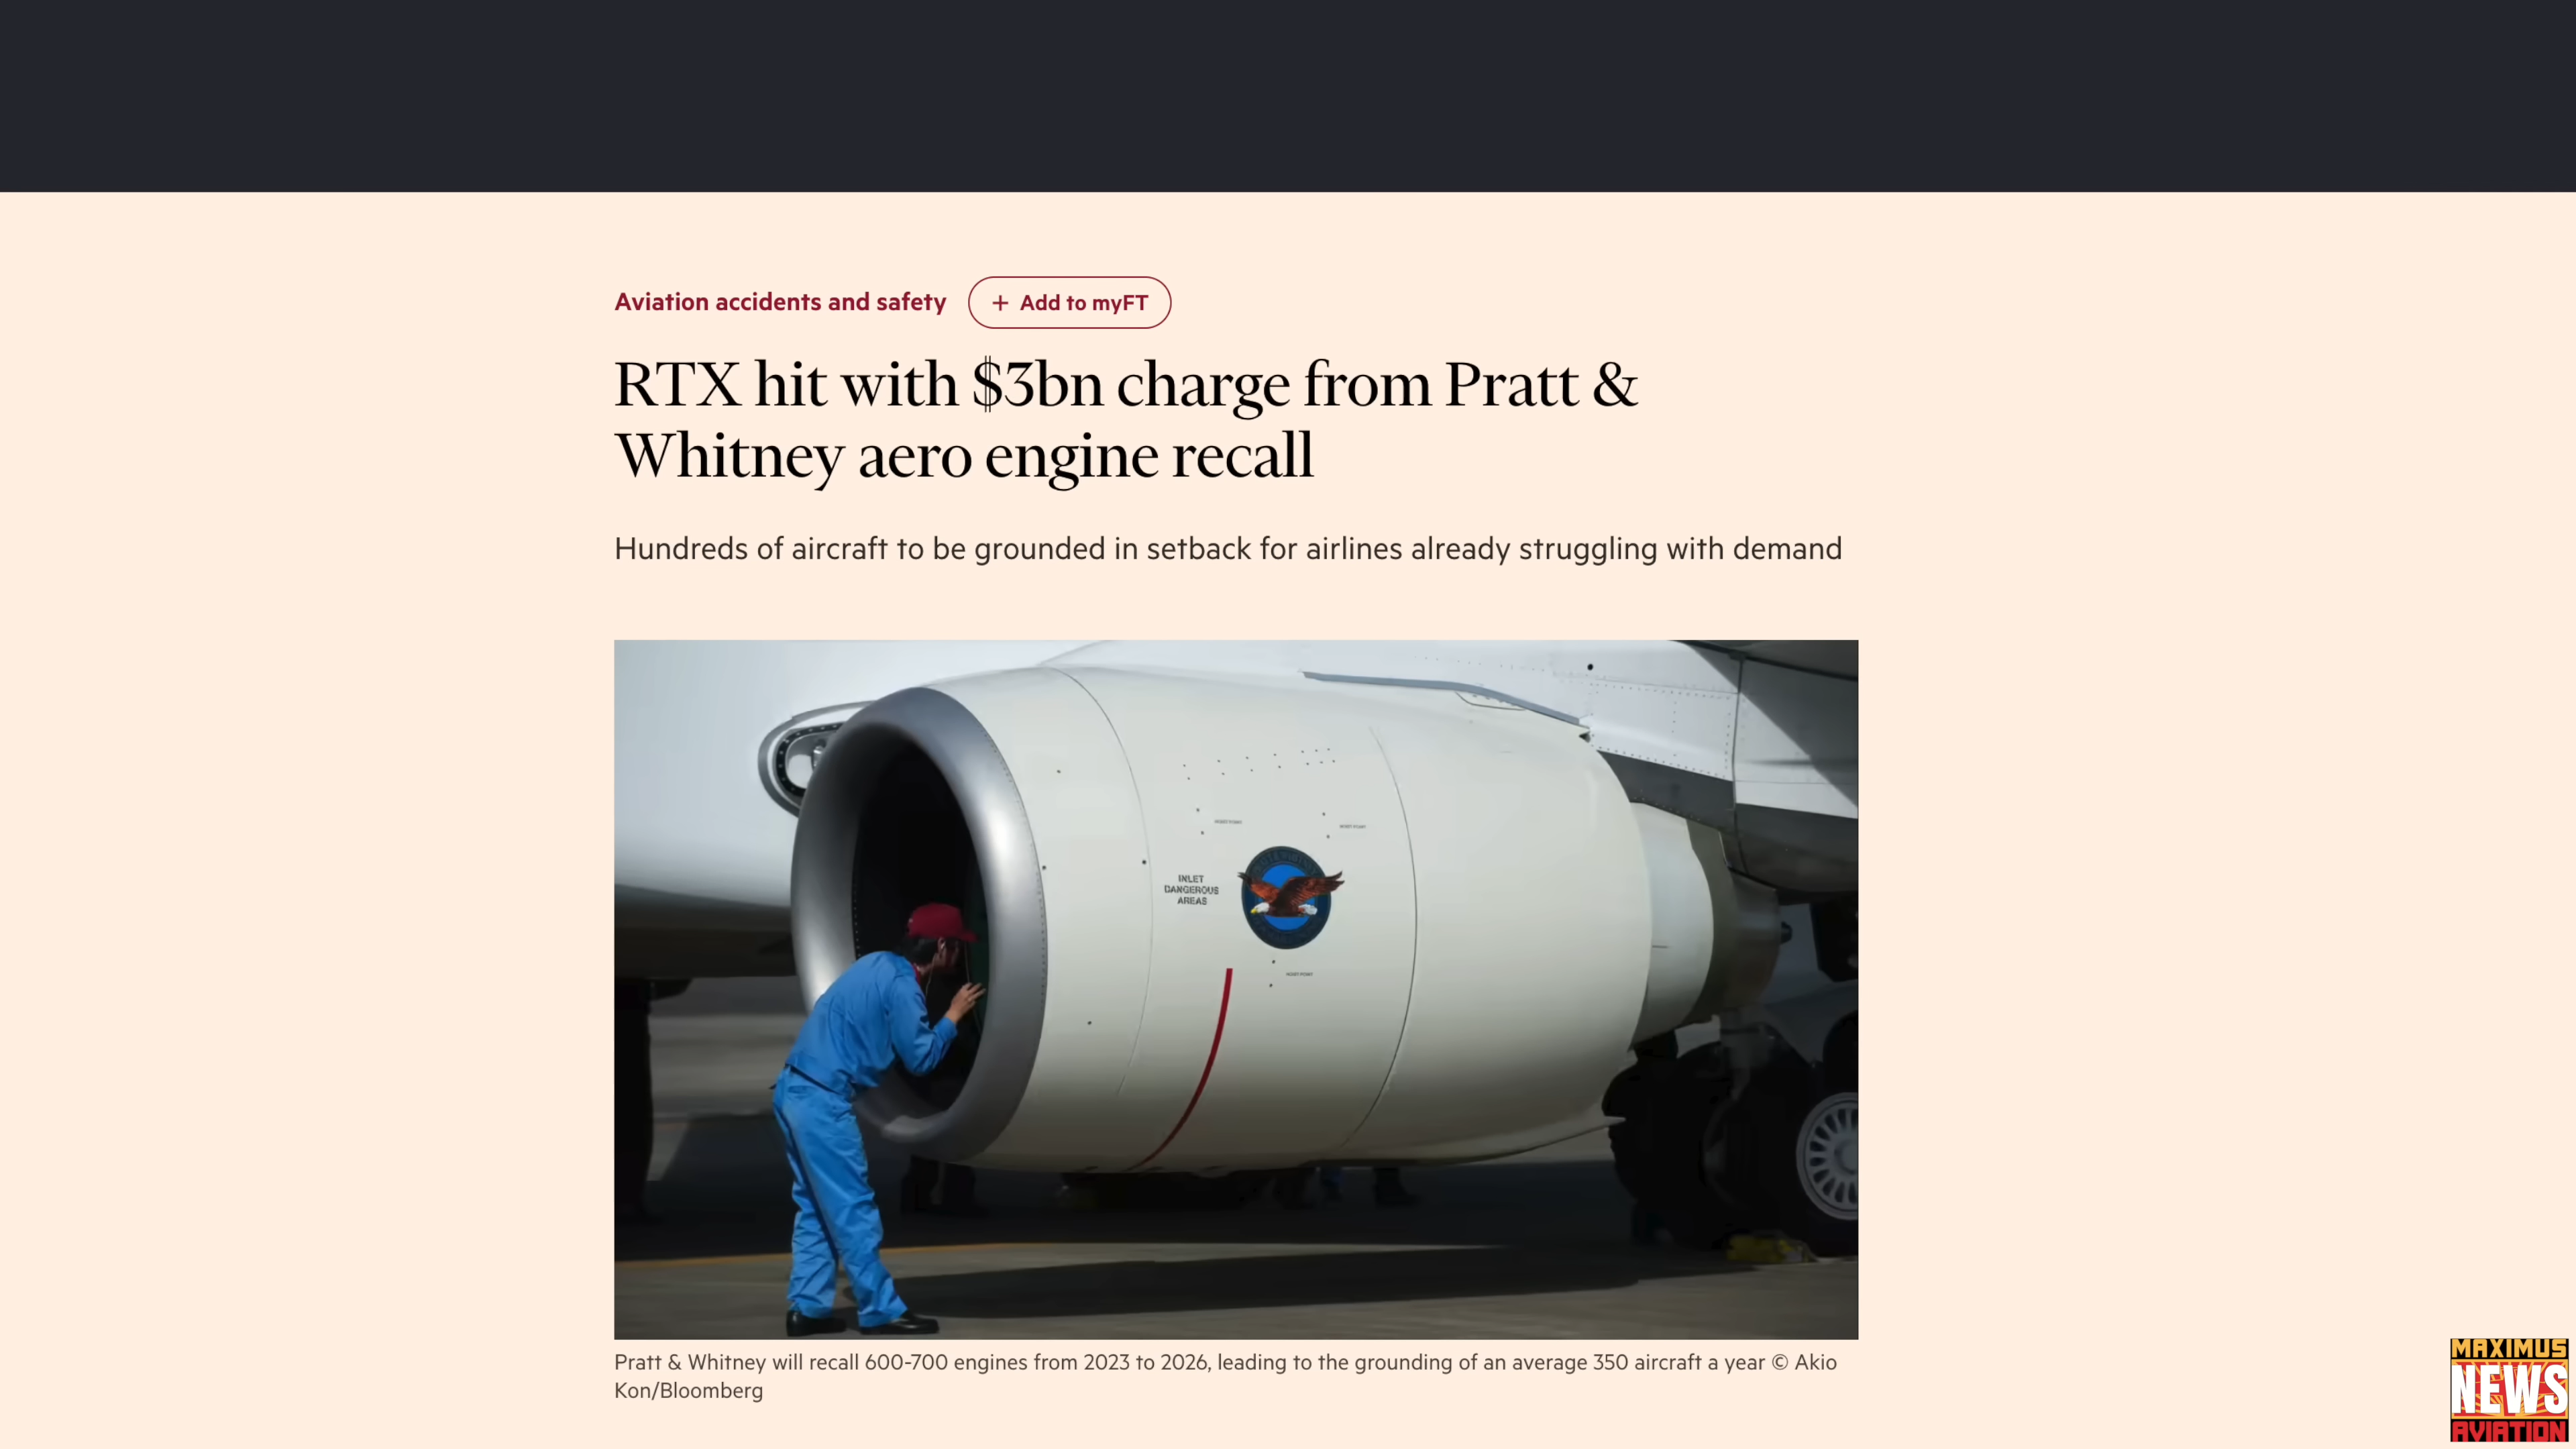 Aviation accidents and safety
+ Add to myFT
RTX hit with $3bn charge from Pratt &
Whitney aero engine recall
Hundreds of aircraft to be grounded in setback for airlines already struggling with demand
INLET
DANGEROUS
AREAS
Pratt & Whitney will recall 600-700 engines from 2023 to 2026, leading to the grounding of an average 350 aircraft a year © Akio
Kon/Bloomberg
MAXIMUS
NEWS
AVIATION